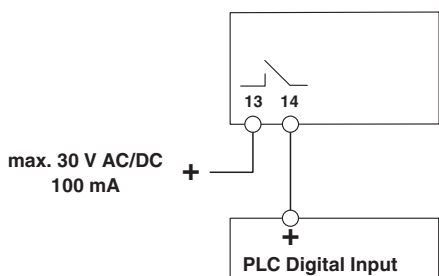 13 14
max. 30 V AC/DC
100 mA
+
+
PLC Digital Input